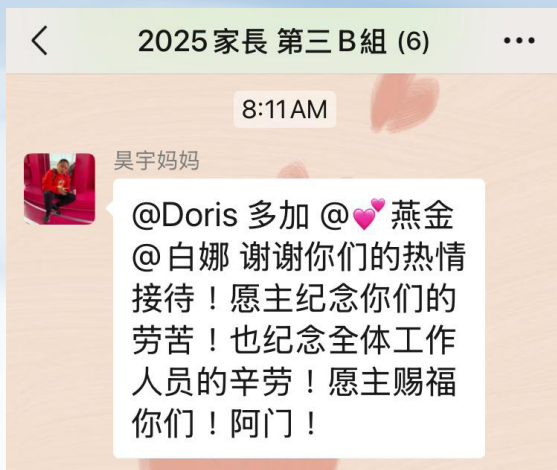 2025家長 第三B組 (6)
8:11AM
昊宇妈妈
@Doris 多加 @💕燕金
@白娜 谢谢你们的热情
接待！愿主纪念你们的
劳苦！也纪念全体工作
人员的辛劳！愿主赐福
你们！阿门！